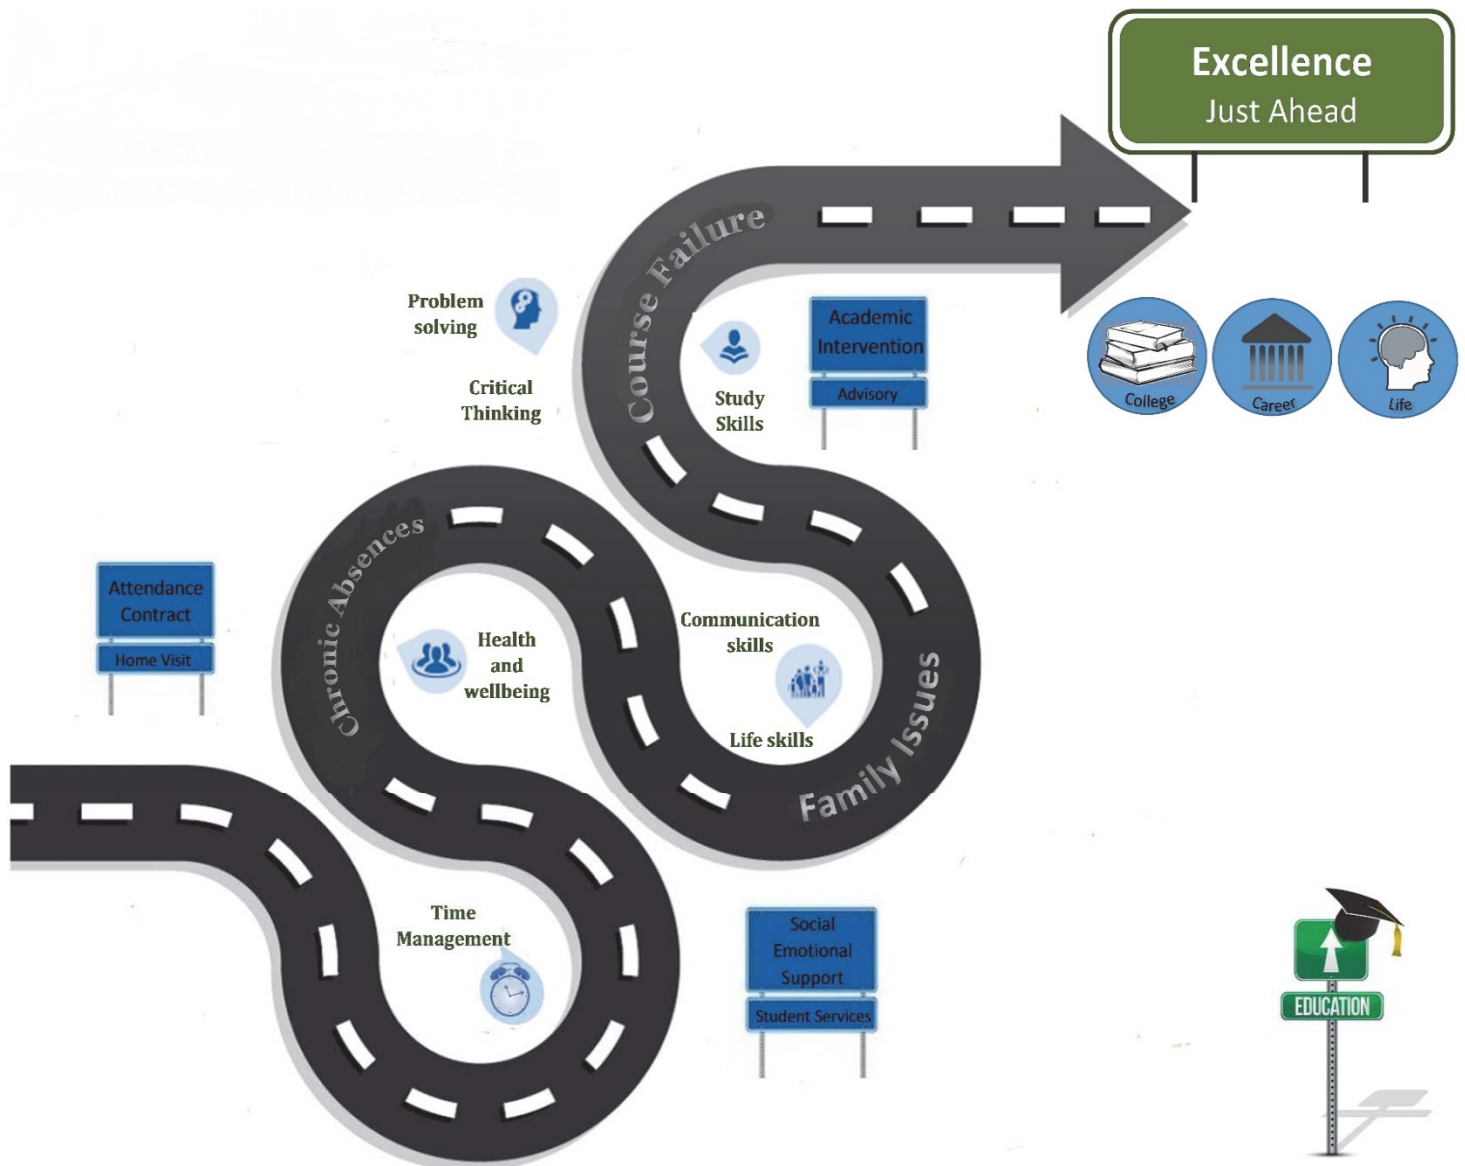 Excellence
Just Ahead
Course Failure
Problem
solving
Critical
Thinking
Study
Skills
Academic
Intervention
Advisory
College
Career
Life
Chronic Absences
Attendance
Contract
Home Visit
Health
and
wellbeing
Communication
skills
Life skills
Family Issues
Time
Management
Social
Emotional
Support
Student Services
EDUCATION